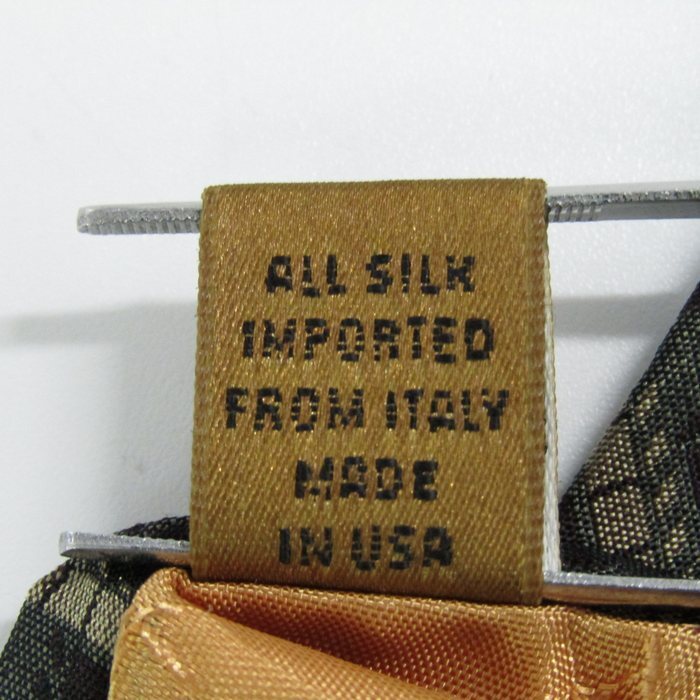 ALL SILK
IMPORTED
FROM ITALY
MADE
IN USA